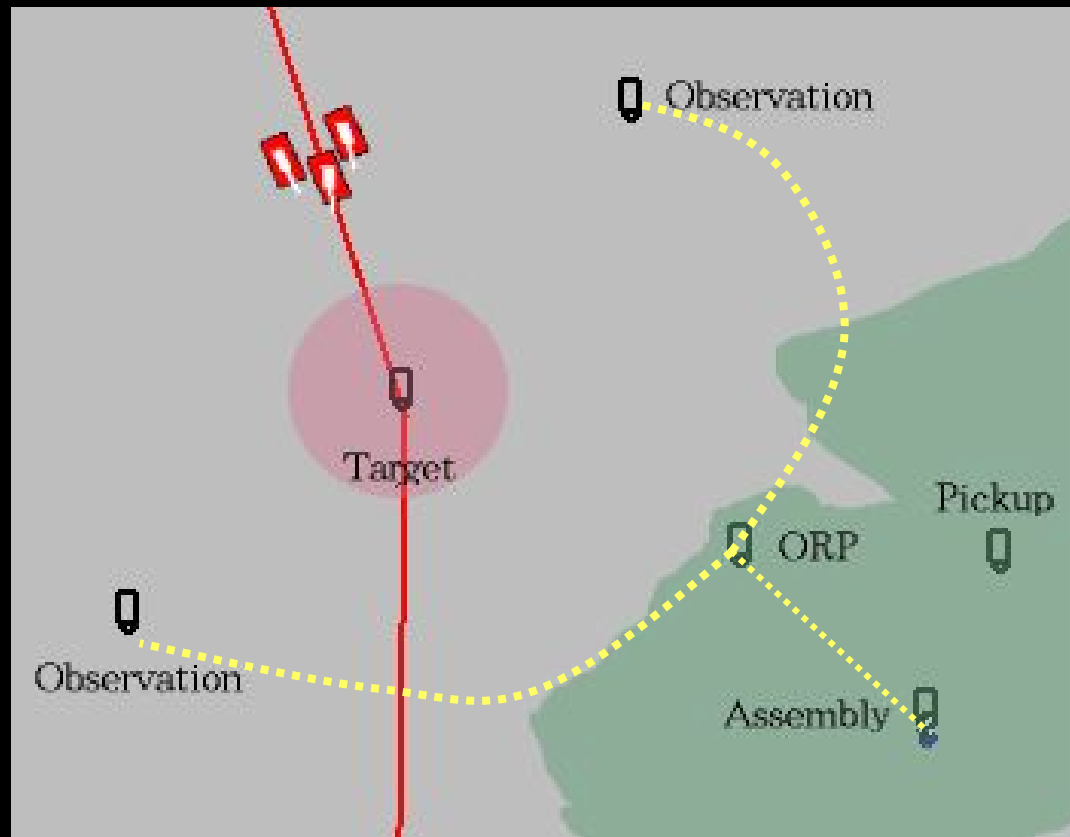 Observation
Target
Pickup
ORP
Observation
Assembly